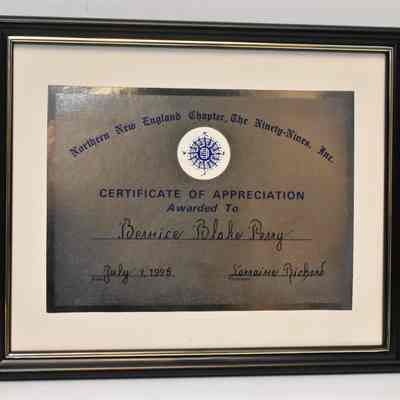 Northern New England Chapter, The Ninety-Nines, Inc.
CERTIFICATE OF APPRECIATION
Awarded To
Bernice Blake Perry
July 1, 1995 Lorraine Richard